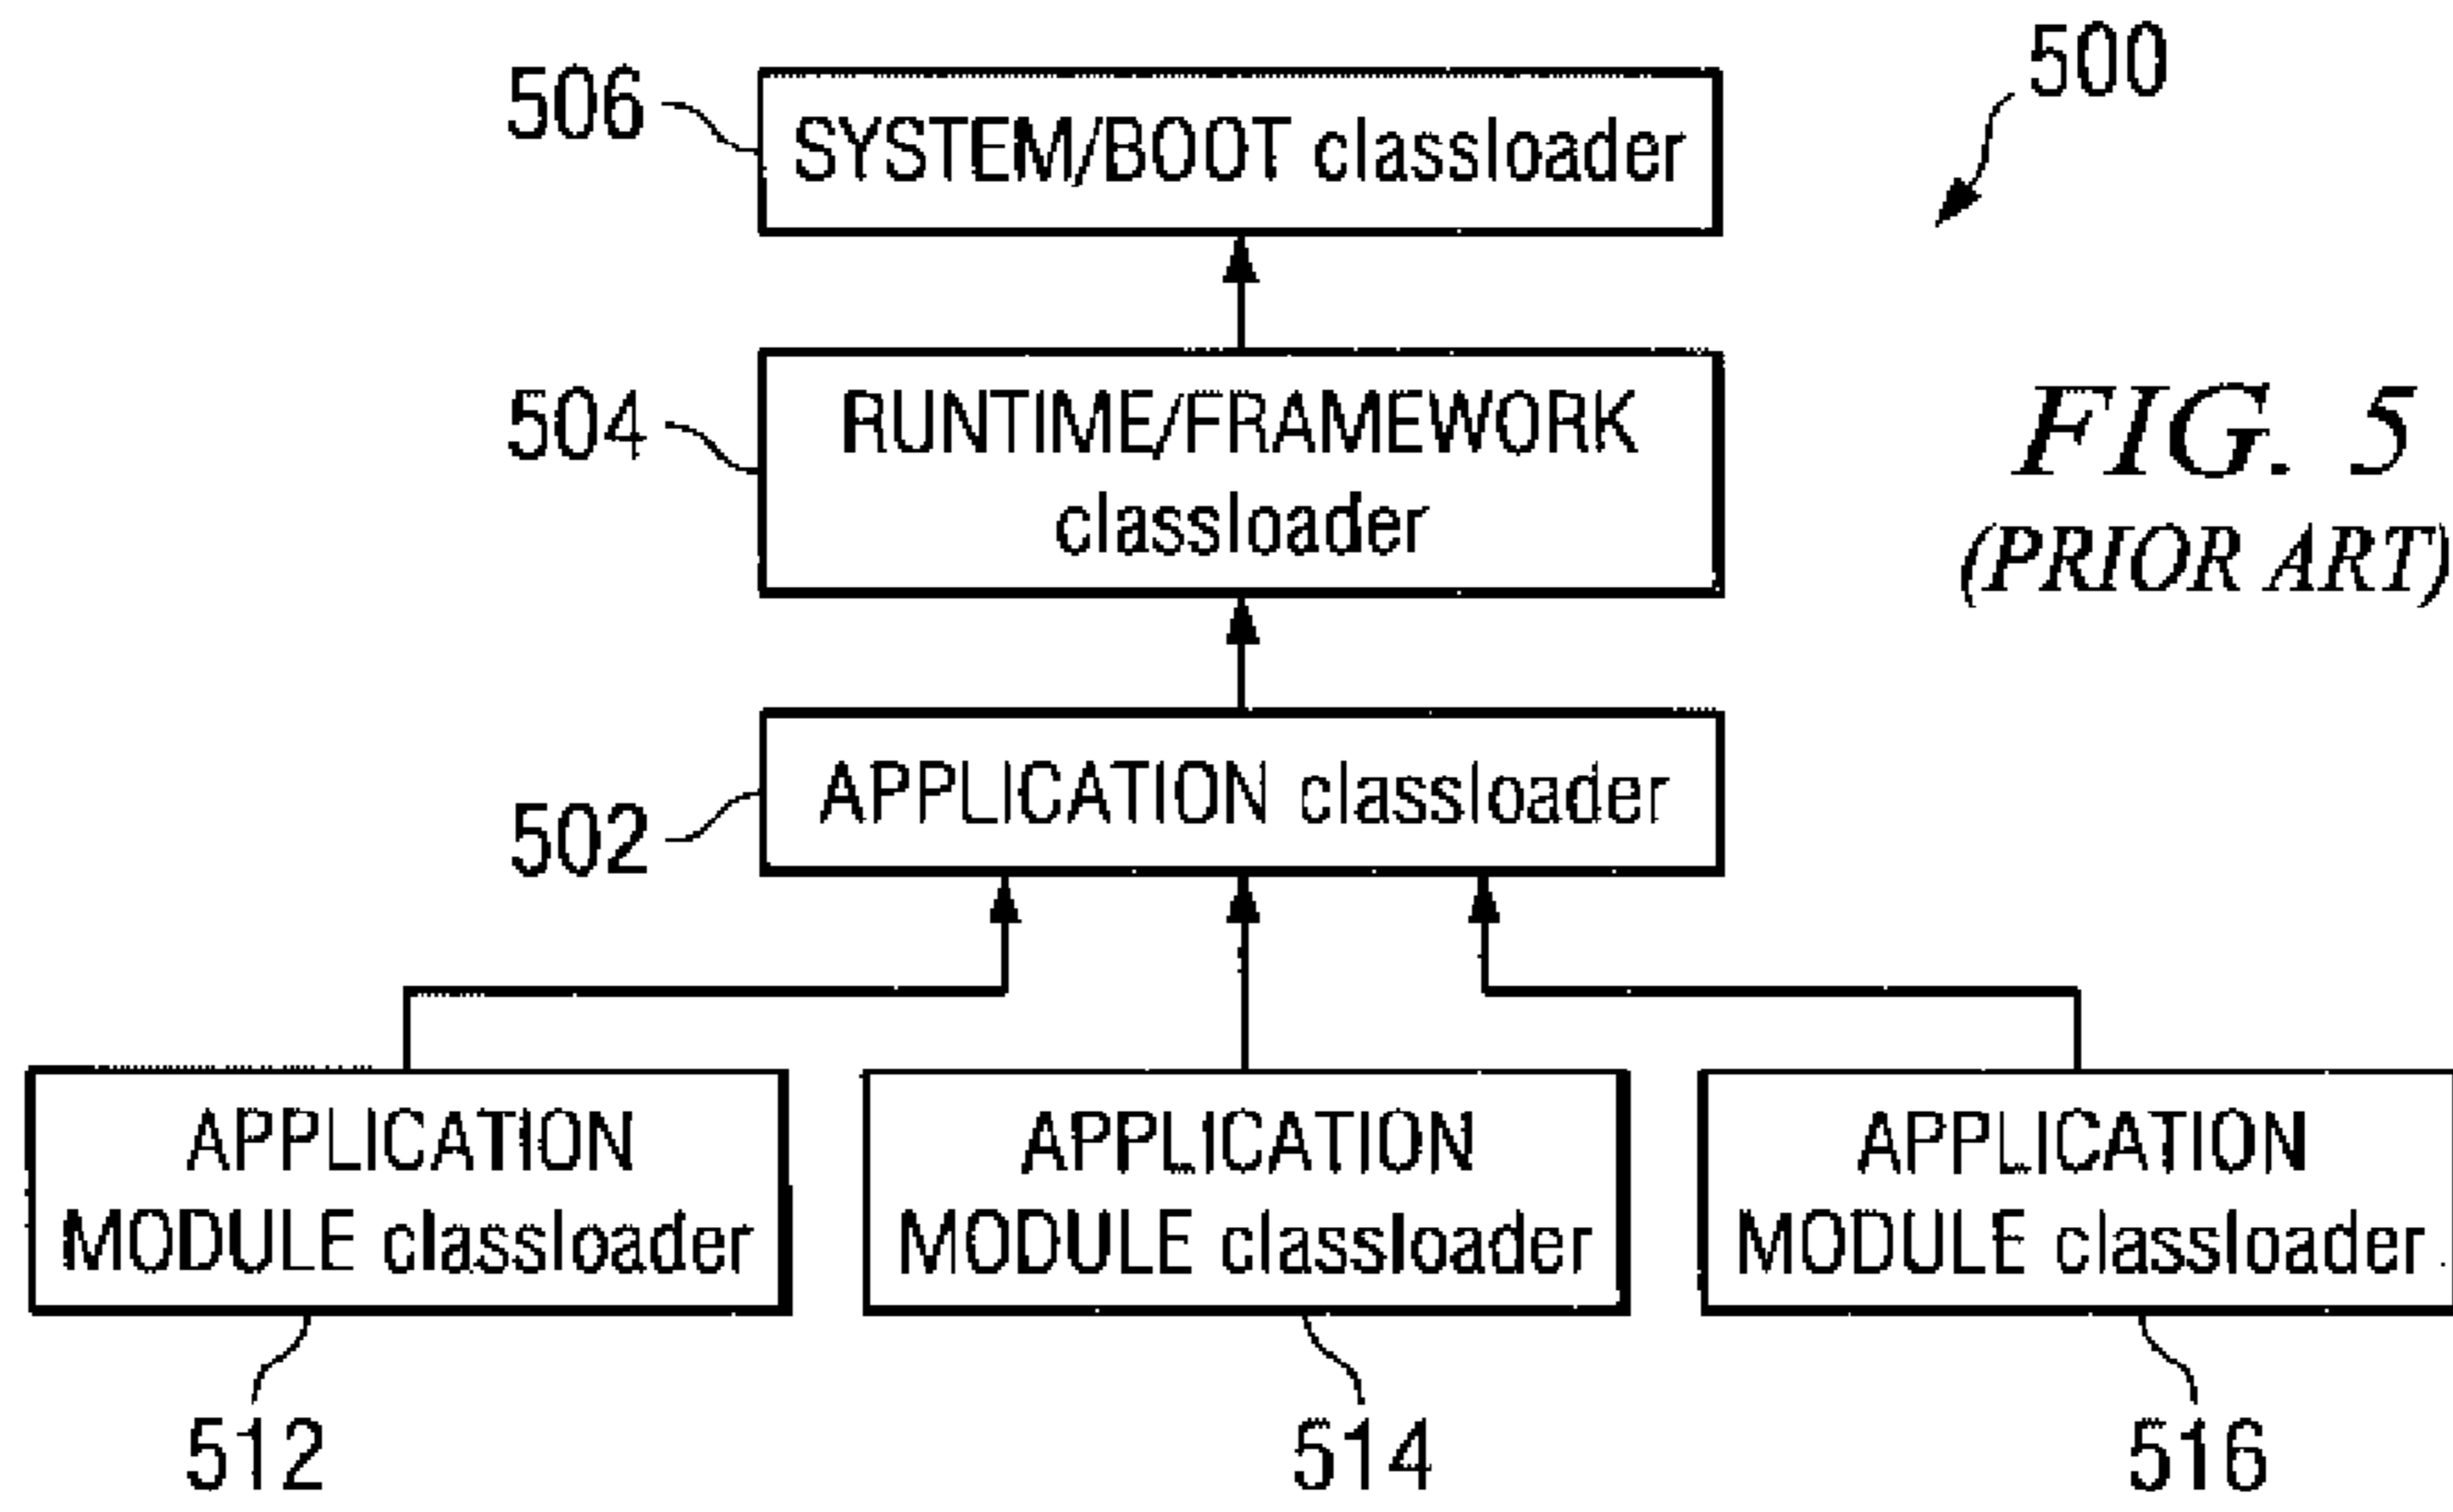 500
506
SYSTEM/BOOT classloader
504
RUNTIME/FRAMEWORK
classloader
FIG. 5
(PRIOR ART)
502
APPLICATION classloader
APPLICATION
MODULE classloader
APPLICATION
MODULE classloader
APPLICATION
MODULE classloader
512
514
516